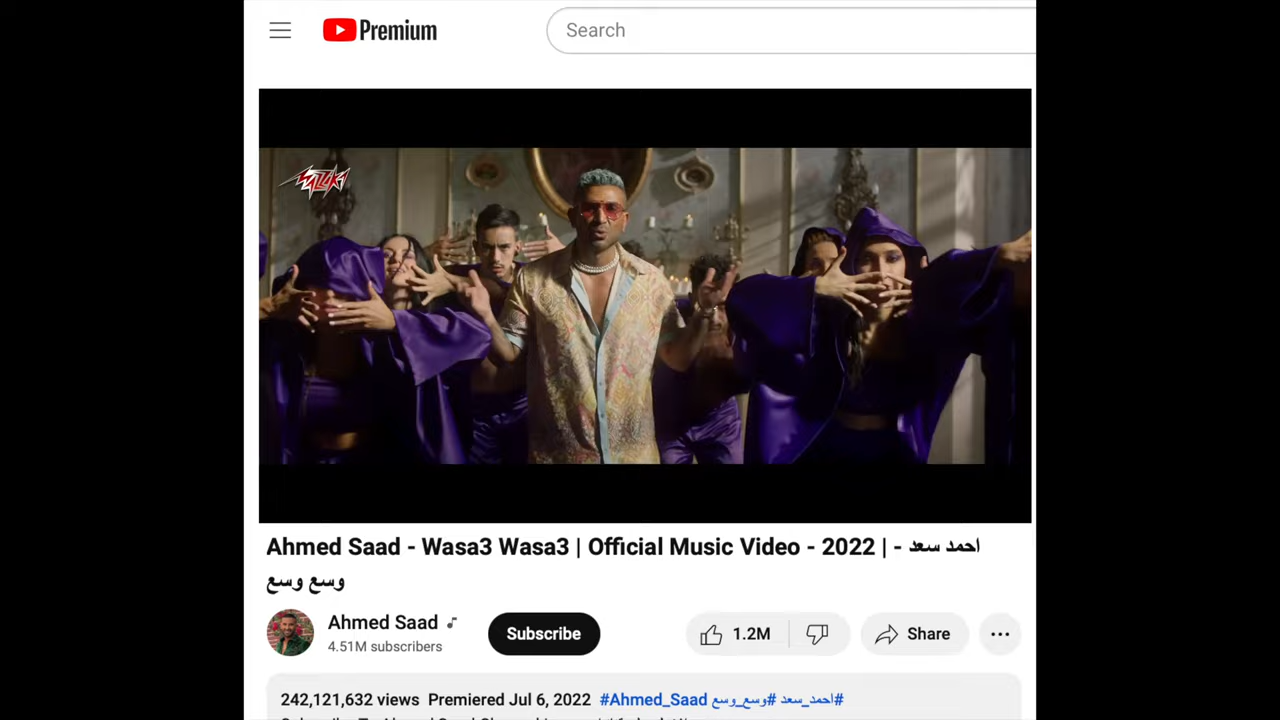 Premium
Search
MAZZIKA
Ahmed Saad - Wasa3 Wasa3 | Official Music Video - 2022 | احمد سعد -
وسع وسع
Ahmed Saad
4.51M subscribers
Subscribe
1.2M
Share
242,121,632 views Premiered Jul 6, 2022 #Ahmed_Saad #احمد_سعد #وسع_وسع